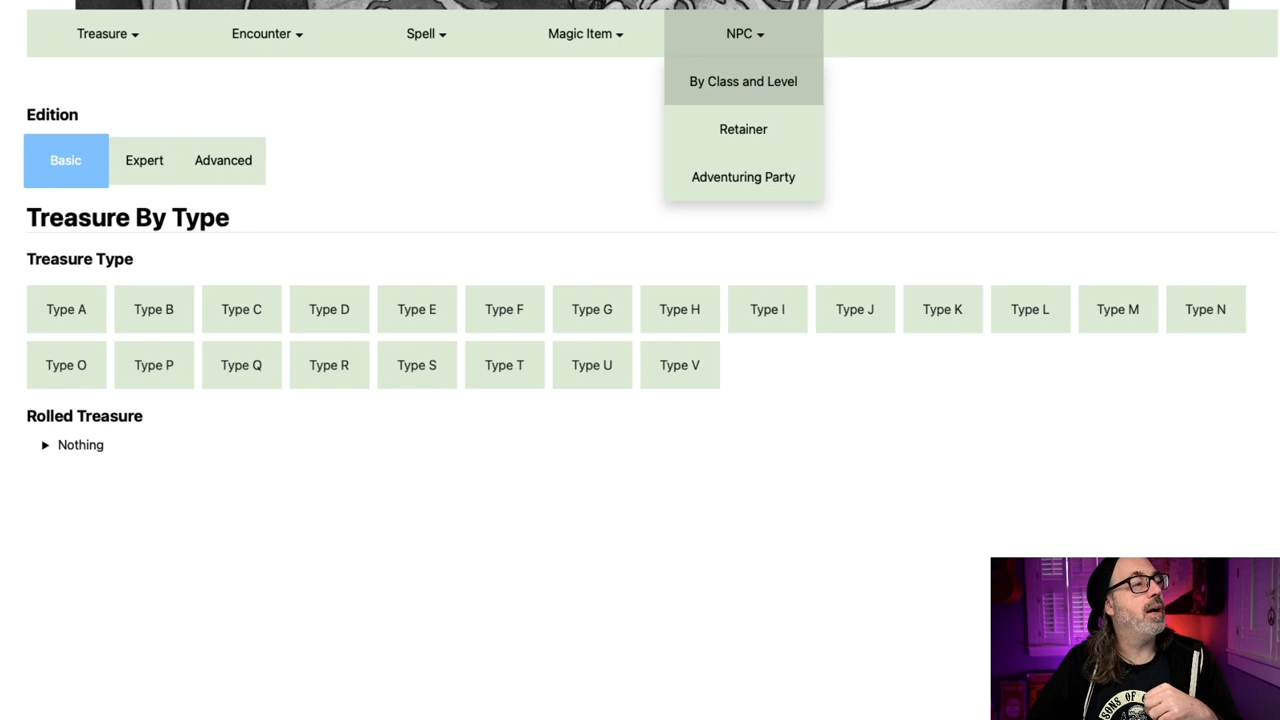 Treasure Encounter Spell Magic Item NPC
By Class and Level
Retainer
Adventuring Party
Edition
Basic Expert Advanced
Treasure By Type
Treasure Type
Type A Type B Type C Type D Type E Type F Type G Type H Type I Type J Type K Type L Type M Type N
Type O Type P Type Q Type R Type S Type T Type U Type V
Rolled Treasure
Nothing